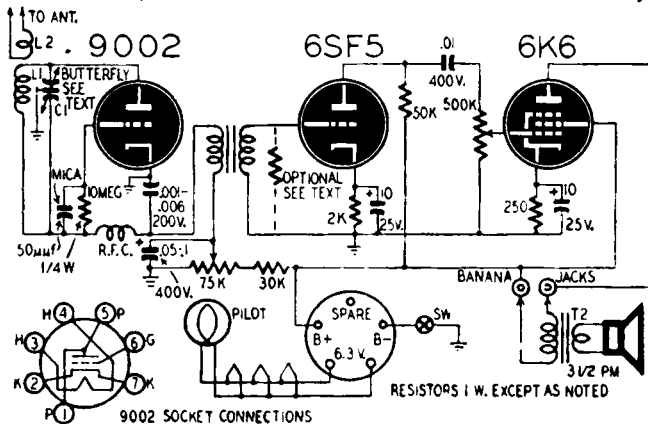 TO ANT.
L2
. 9002
6SF5
6K6
L1
BUTTERFLY
SEE
TEXT
C1
.01
400V.
500K
50K
MICA
10MEG
.001-
.006
200V.
OPTIONAL
SEE TEXT
10
25V.
2K
250
10
25V.
50μμf
1/4 W
R.F.C.
+
.05-.1
400V.
75K
30K
BANANA
JACKS
T2
3 1/2 PM
PILOT
SPARE
B+
B-
6.3 V.
SW
H 4
5 P
H 3
6 G
K 2
7 K
P 1
9002 SOCKET CONNECTIONS
RESISTORS 1 W. EXCEPT AS NOTED